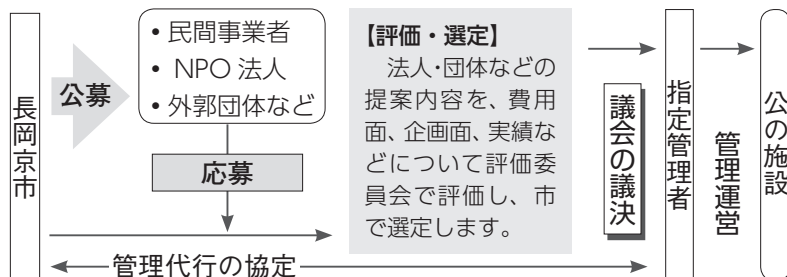 長岡京市
公募
• 民間事業者
• NPO 法人
• 外郭団体など
応募
【評価・選定】
法人・団体などの
提案内容を、費用
面、企画面、実績な
どについて評価委
員会で評価し、市
で選定します。
議会の議決
指定管理者
管理運営
公の施設
管理代行の協定